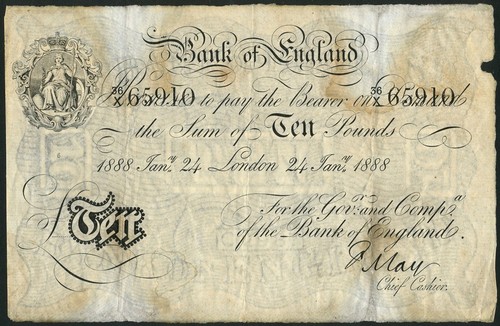 Bank of England
36/X 65910 to pay the Bearer on Demand 36/X 65910
the Sum of Ten Pounds
1888 Jany. 24 London 24 Jany. 1888
£Ten
For the Govr. and Compa.
of the Bank of England.
F May
Chief Cashier.